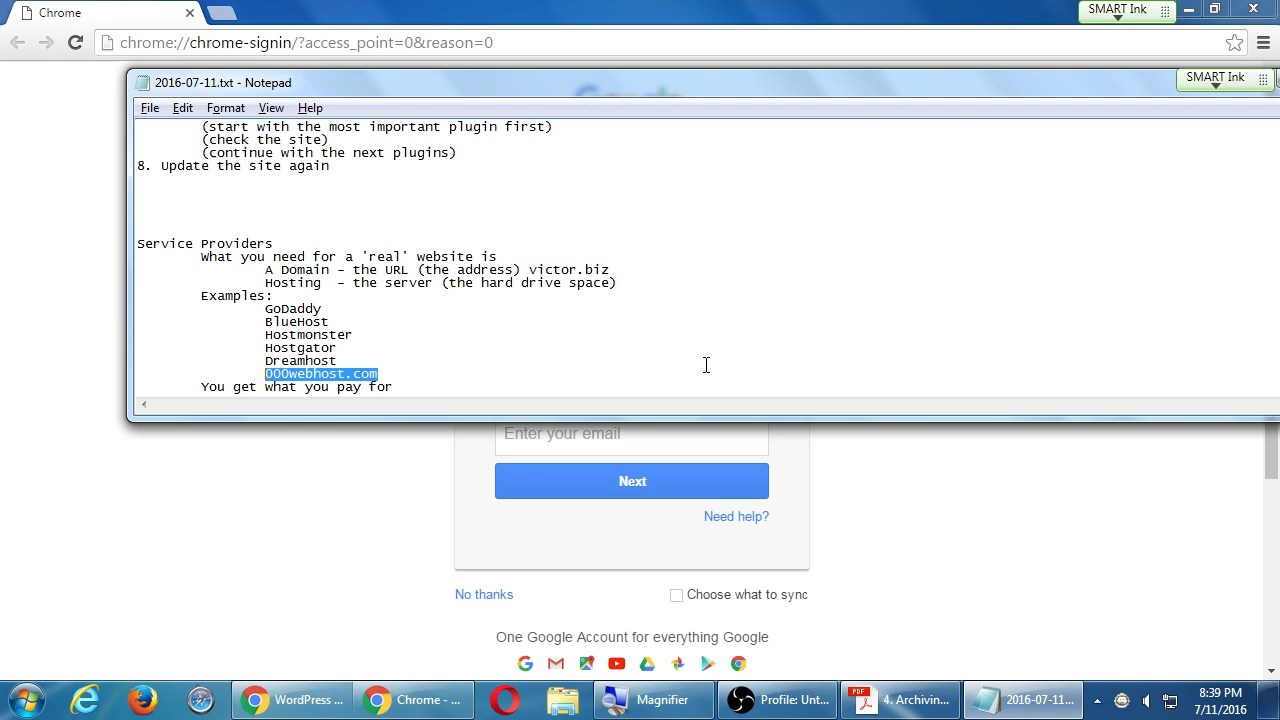 Chrome
SMART Ink
chrome://chrome-signin/?access_point=0&reason=0
2016-07-11.txt - Notepad
SMART Ink
File Edit Format View Help
(start with the most important plugin first)
(check the site)
(continue with the next plugins)
8. Update the site again
Service Providers
What you need for a 'real' website is
A Domain - the URL (the address) victor.biz
Hosting - the server (the hard drive space)
Examples:
GoDaddy
BlueHost
Hostmonster
Hostgator
Dreamhost
000webhost.com
You get what you pay for
Enter your email
Next
Need help?
No thanks
Choose what to sync
One Google Account for everything Google
WordPress ...
Chrome - ...
Magnifier
Profile: Unt...
PDF
4. Archivin...
2016-07-11...
8:39 PM
7/11/2016